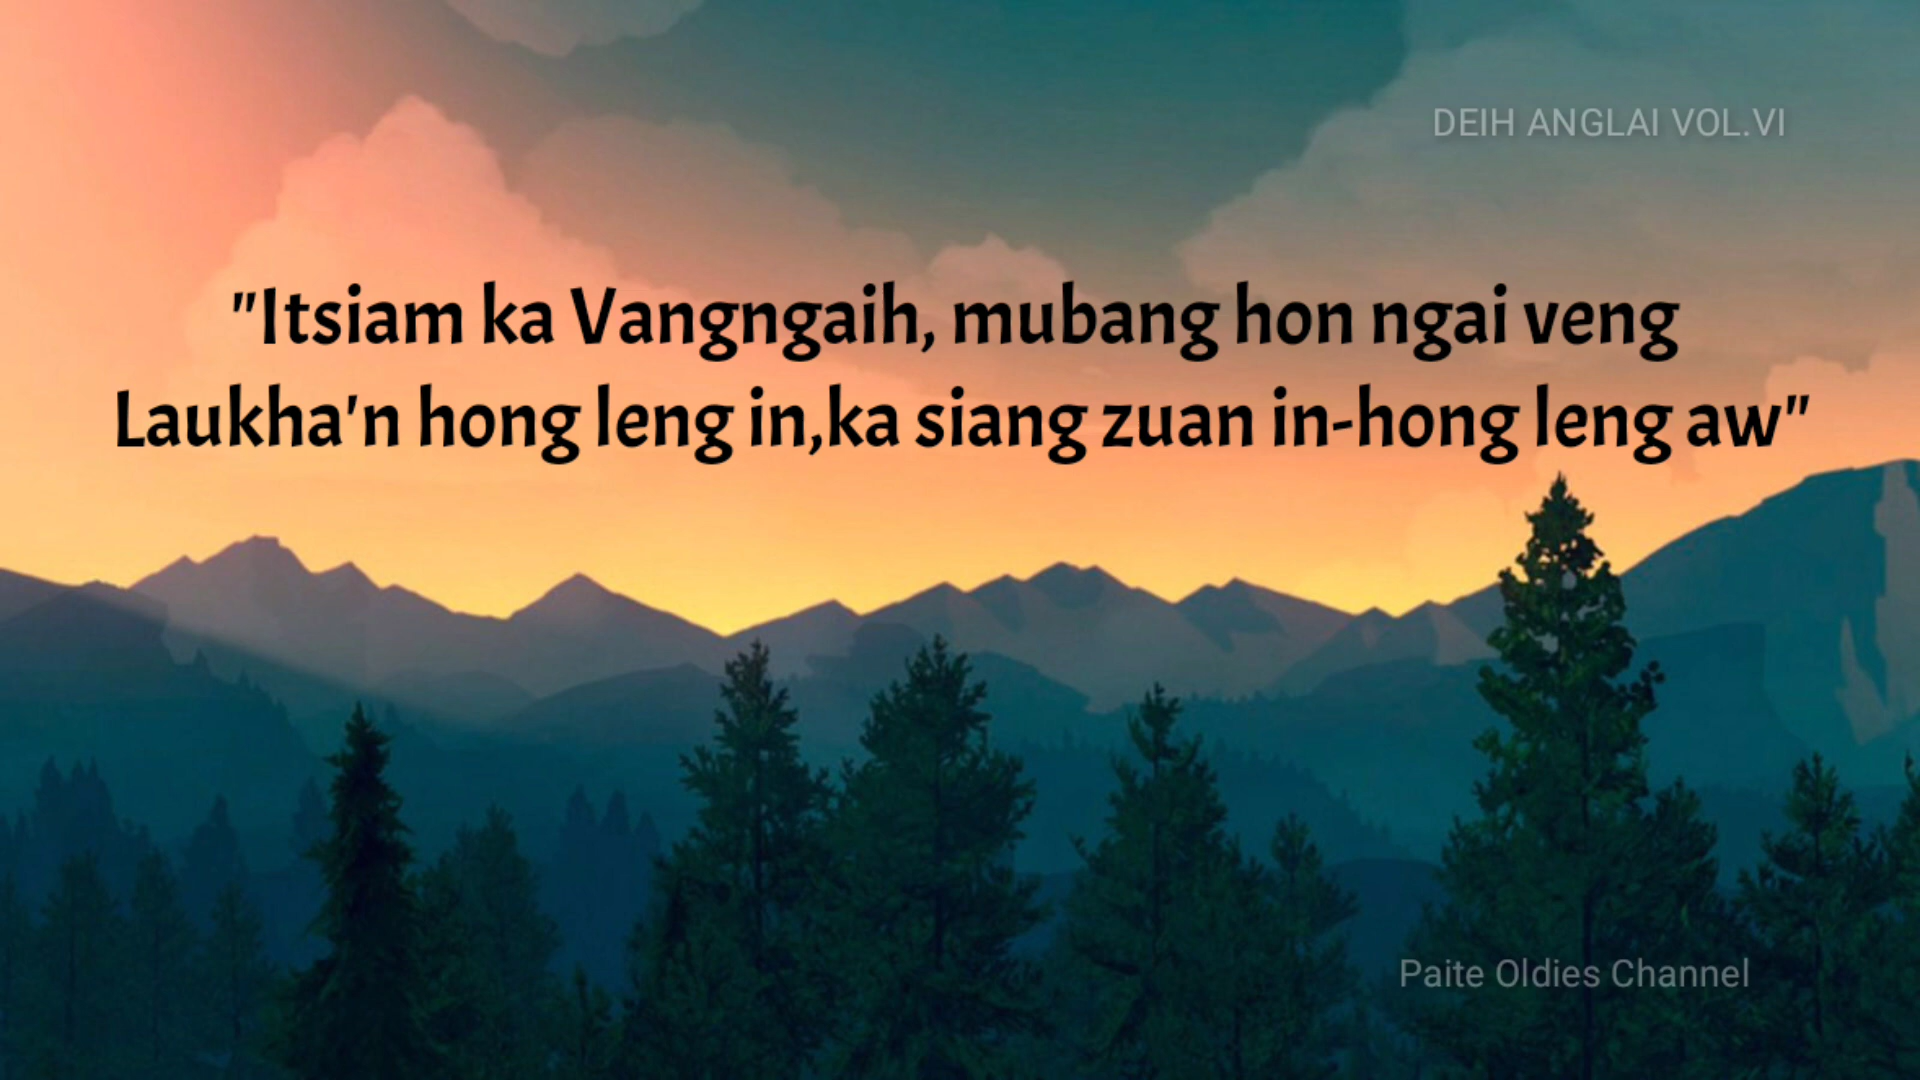 DEIH ANGLAI VOL.VI
"Itsiam ka Vangngaih, mubang hon ngai veng
Laukha'n hong leng in,ka siang zuan in-hong leng aw"
Paite Oldies Channel